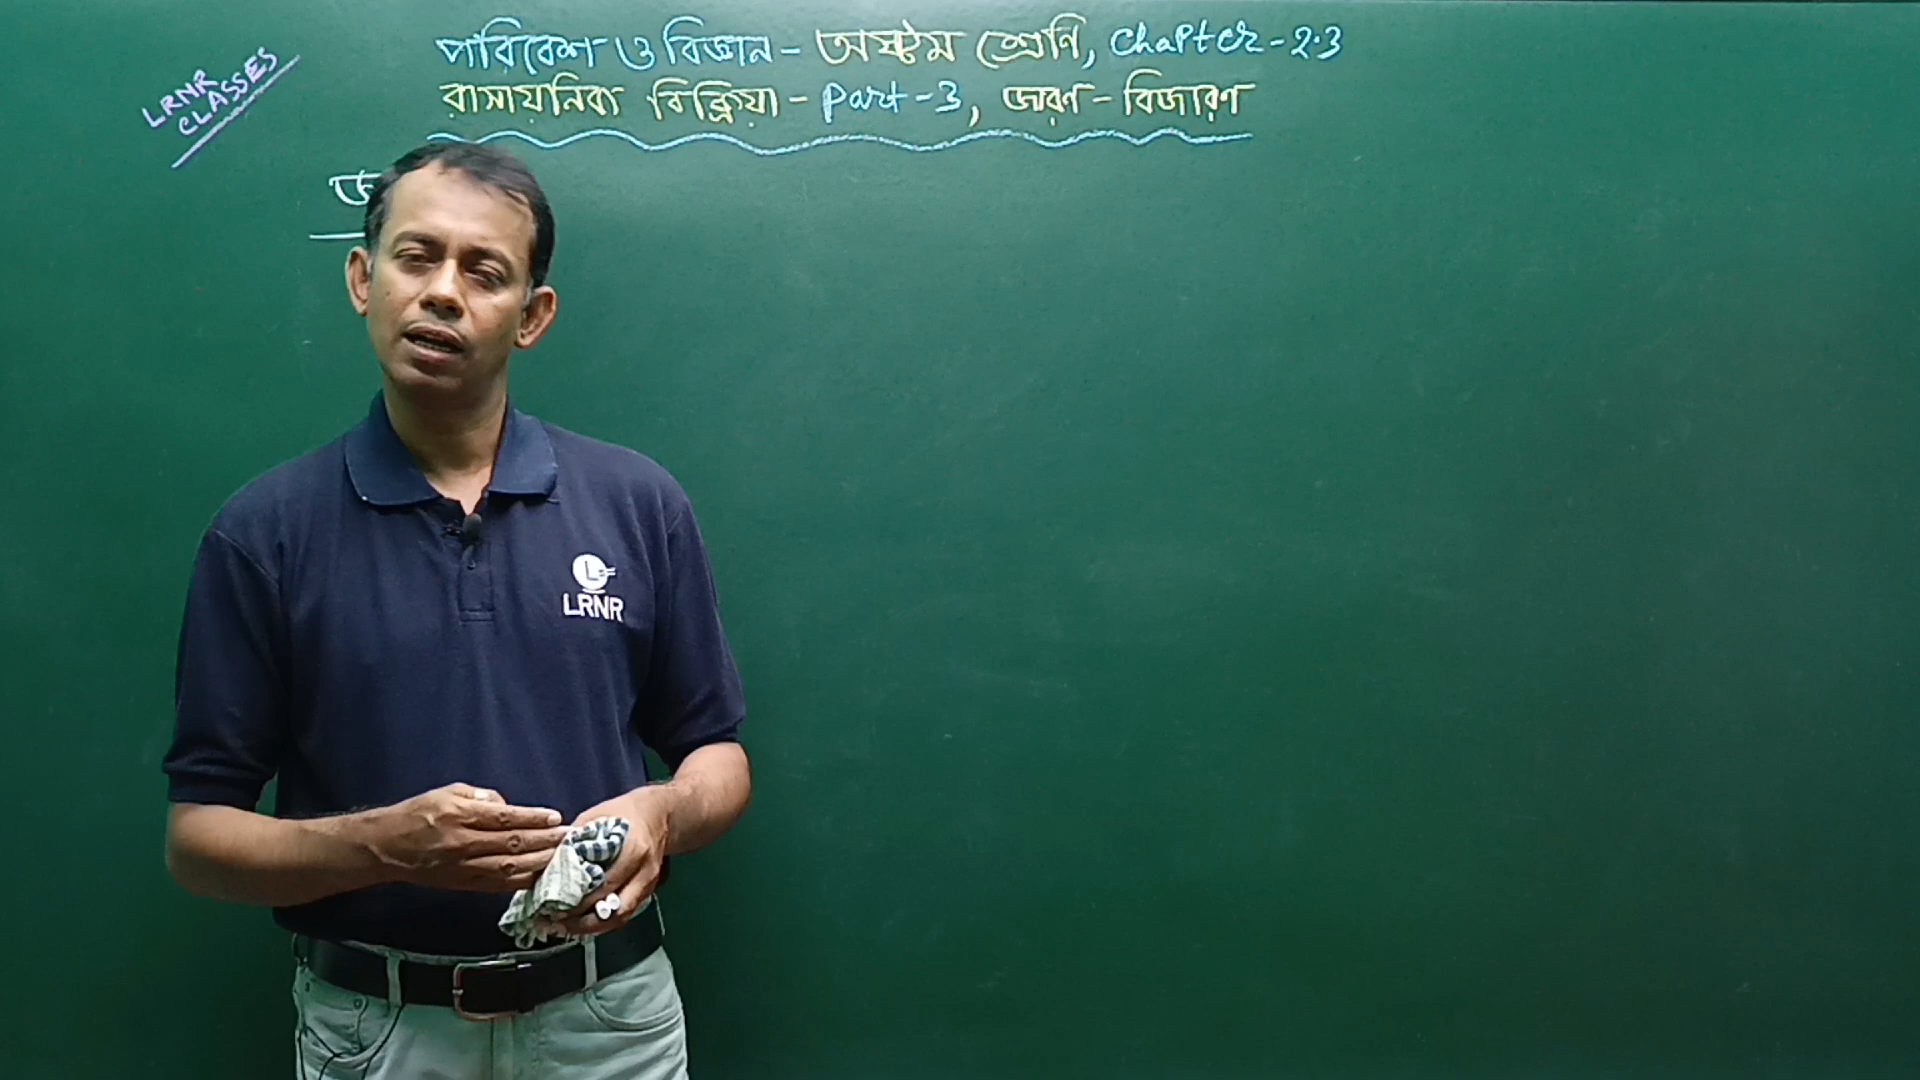 LRNR
CLASSES
পরিবেশ ও বিজ্ঞান - অষ্টম শ্রেণি, Chapter - 2.3
রাসায়নিক বিক্রিয়া - Part - 3, জারণ - বিজারণ
LRNR